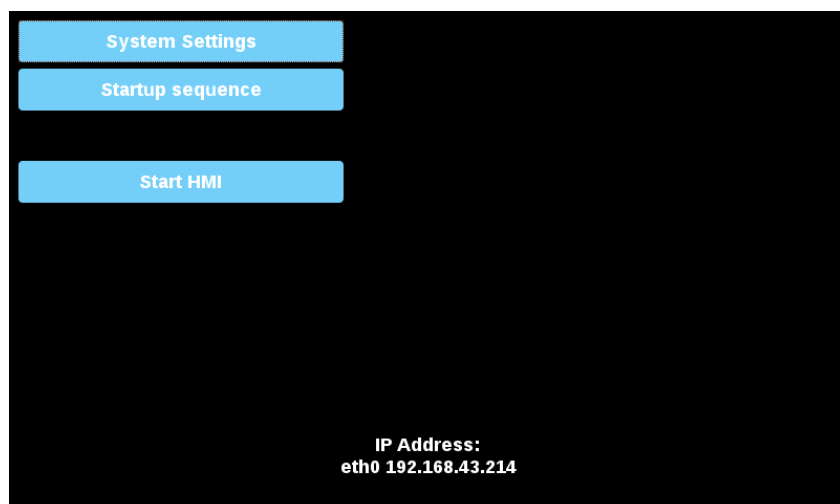 System Settings
Startup sequence
Start HMI
IP Address:
eth0 192.168.43.214